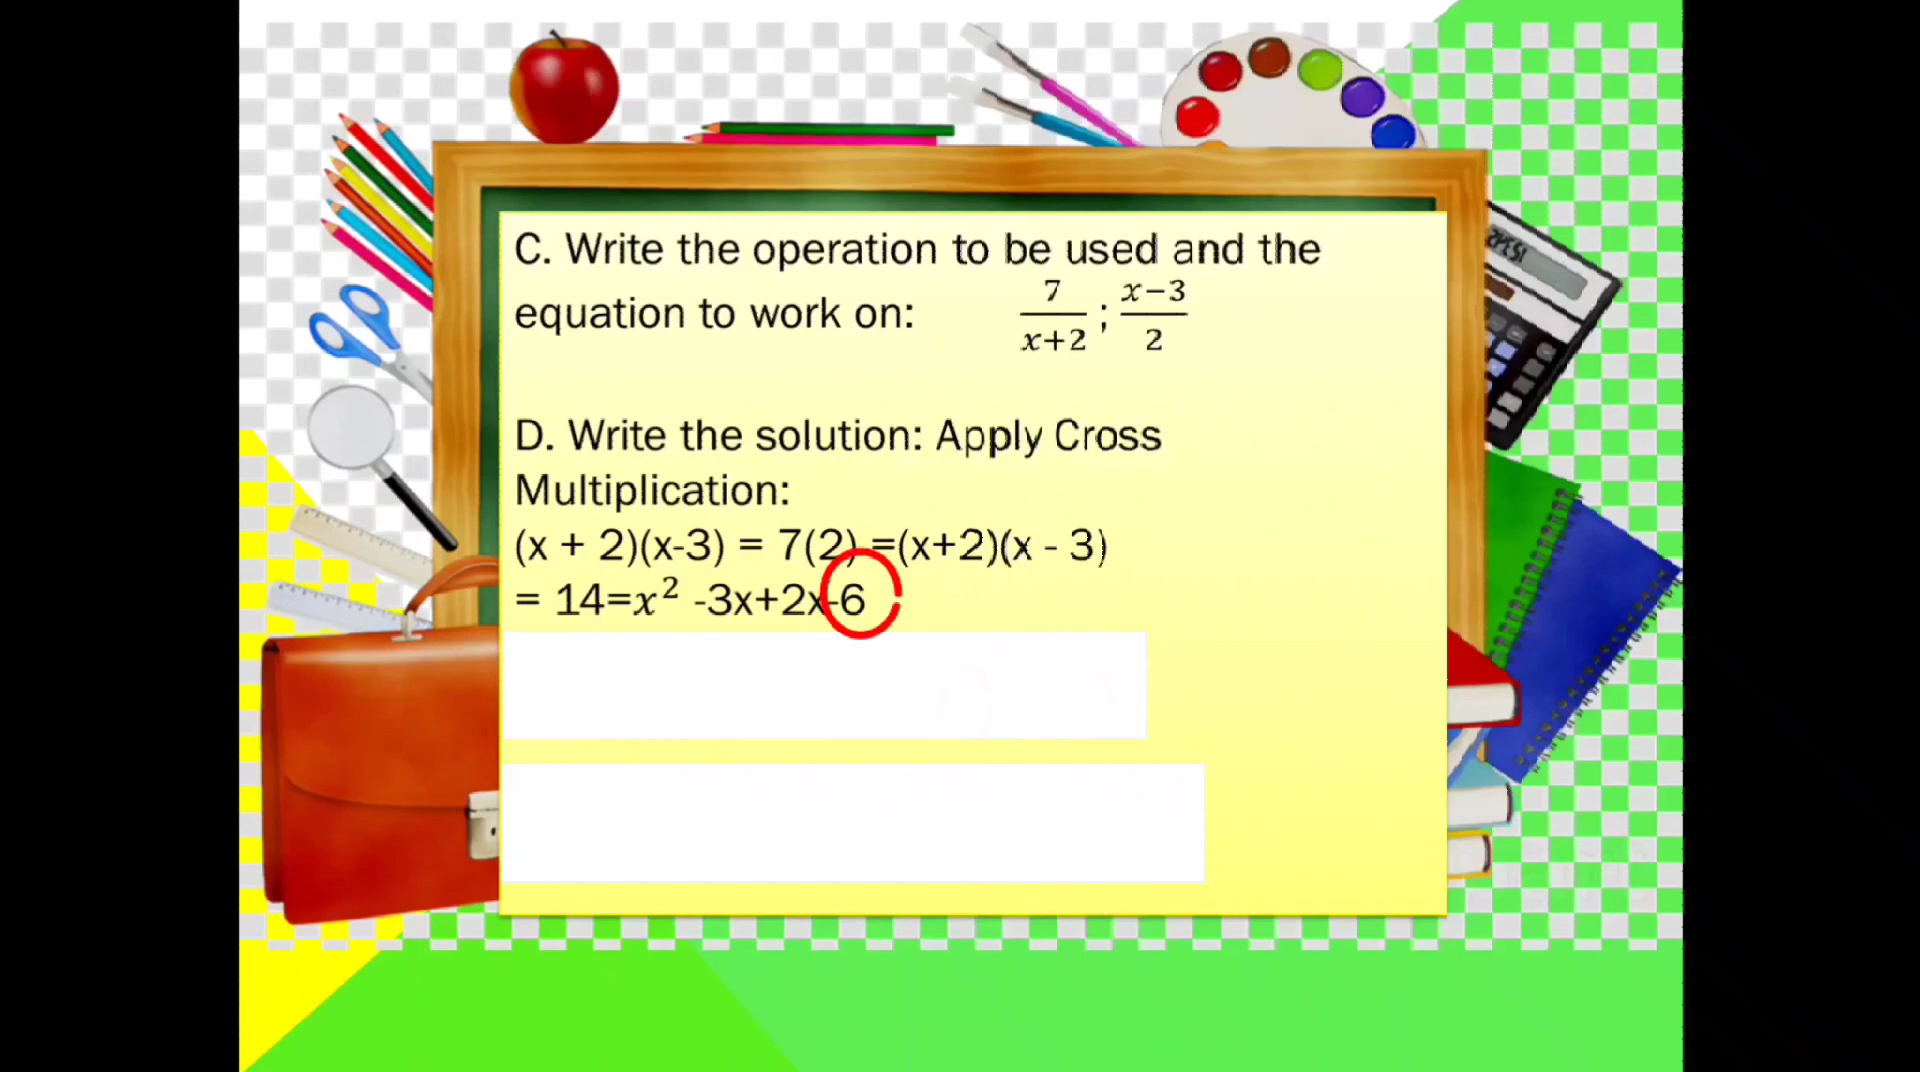 C. Write the operation to be used and the
equation to work on: 7/x+2 ; x−3/2
D. Write the solution: Apply Cross
Multiplication:
(x + 2)(x-3) = 7(2) =(x+2)(x - 3)
= 14=x² -3x+2x-6